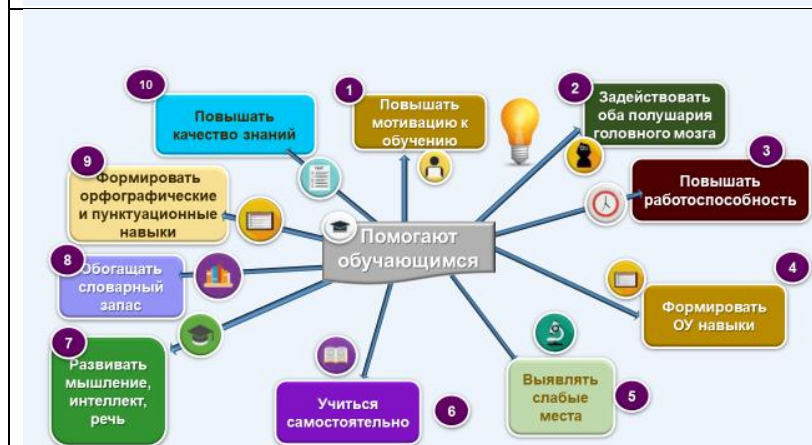 Помогают
обучающимся
1
Повышать
мотивацию к
обучению
2
Задействовать
оба полушария
головного мозга
3
Повышать
работоспособность
4
Формировать
ОУ навыки
5
Выявлять
слабые
места
6
Учиться
самостоятельно
7
Развивать
мышление,
интеллект,
речь
8
Обогащать
словарный
запас
9
Формировать
орфографические
и пунктуационные
навыки
10
Повышать
качество знаний